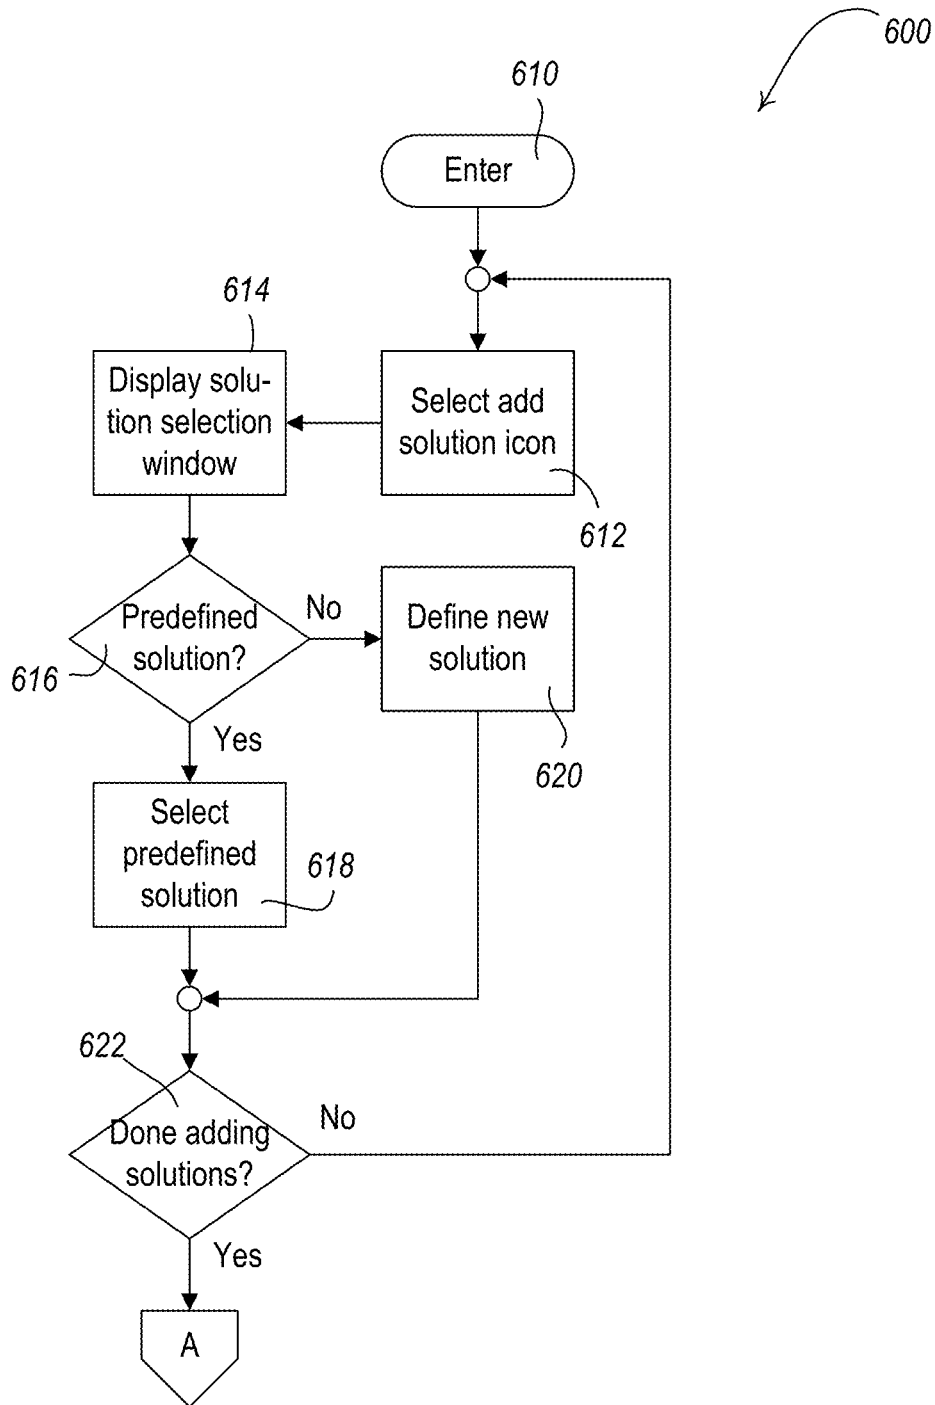 600
610
Enter
614
Display solu-
tion selection
window
Select add
solution icon
612
Predefined
solution?
616
No
Define new
solution
620
Yes
Select
predefined
solution
618
622
Done adding
solutions?
No
Yes
A